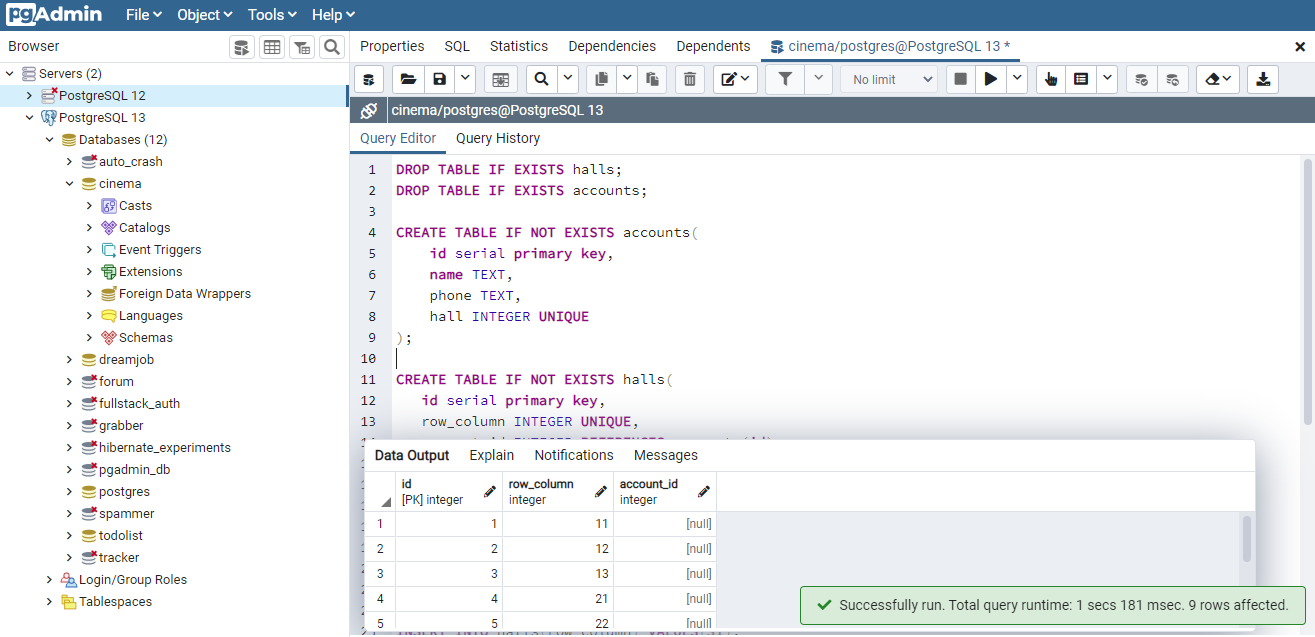 pgAdmin File Object Tools Help
Browser
Servers (2)
PostgreSQL 12
PostgreSQL 13
Databases (12)
auto_crash
cinema
Casts
Catalogs
Event Triggers
Extensions
Foreign Data Wrappers
Languages
Schemas
dreamjob
forum
fullstack_auth
grabber
hibernate_experiments
pgadmin_db
postgres
spammer
todolist
tracker
Login/Group Roles
Tablespaces
Properties SQL Statistics Dependencies Dependents cinema/postgres@PostgreSQL 13 *
No limit
cinema/postgres@PostgreSQL 13
Query Editor Query History
1 DROP TABLE IF EXISTS halls;
2 DROP TABLE IF EXISTS accounts;
3
4 CREATE TABLE IF NOT EXISTS accounts(
5 id serial primary key,
6 name TEXT,
7 phone TEXT,
8 hall INTEGER UNIQUE
9 );
10
11 CREATE TABLE IF NOT EXISTS halls(
12 id serial primary key,
13 row_column INTEGER UNIQUE,
Data Output Explain Notifications Messages
id row_column account_id
[PK] integer integer integer
1 1 11 [null]
2 2 12 [null]
3 3 13 [null]
4 4 21 [null]
5 5 22 [null]
Successfully run. Total query runtime: 1 secs 181 msec. 9 rows affected.